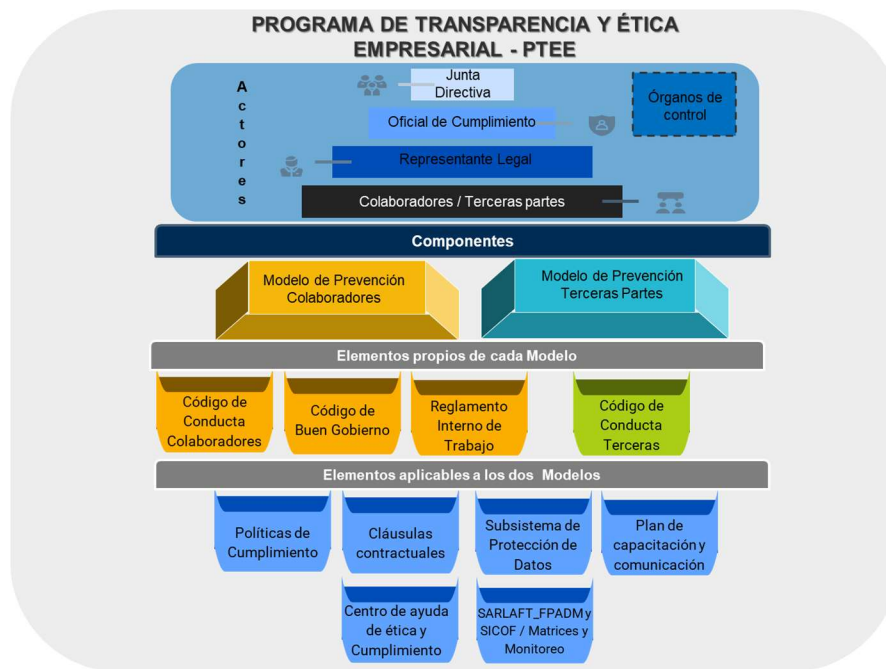 PROGRAMA DE TRANSPARENCIA Y ÉTICA
EMPRESARIAL - PTEE
Actores
Junta
Directiva
Oficial de Cumplimiento
Representante Legal
Colaboradores / Terceras partes
Órganos de
control
Componentes
Modelo de Prevención
Colaboradores
Modelo de Prevención
Terceras Partes
Elementos propios de cada Modelo
Código de
Conducta
Colaboradores
Código de
Buen Gobierno
Reglamento
Interno de
Trabajo
Código de
Conducta
Terceras
Elementos aplicables a los dos Modelos
Políticas de
Cumplimiento
Cláusulas
contractuales
Subsistema de
Protección de
Datos
Plan de
capacitación y
comunicación
Centro de ayuda
de ética y
Cumplimiento
SARLAFT_FPADM y
SICOF / Matrices y
Monitoreo